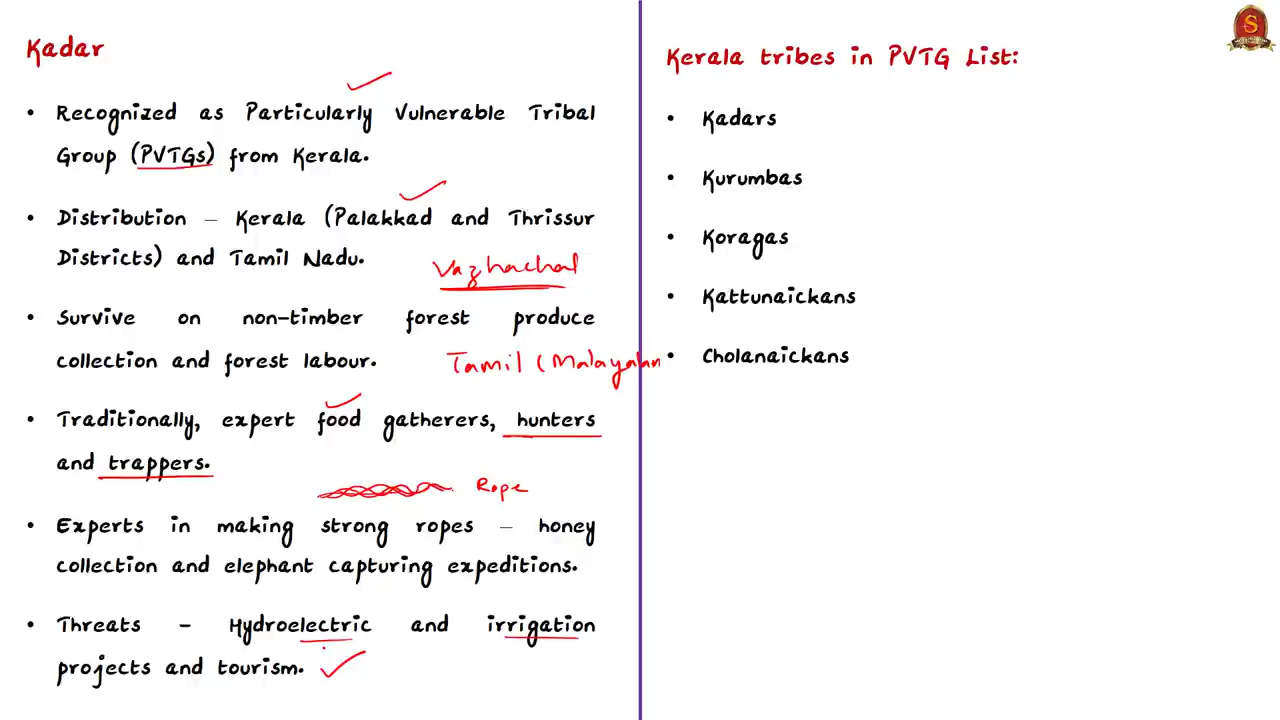 Kadar
• Recognized as Particularly Vulnerable Tribal
Group (PVTGs) from Kerala.
• Distribution – Kerala (Palakkad and Thrissur
Districts) and Tamil Nadu.
Vazhachal
• Survive on non-timber forest produce
collection and forest labour.
Tamil (Malayalam
• Traditionally, expert food gatherers, hunters
and trappers.
Rope
• Experts in making strong ropes – honey
collection and elephant capturing expeditions.
• Threats - Hydroelectric and irrigation
projects and tourism.
Kerala tribes in PVTG List:
• Kadars
• Kurumbas
• Koragas
• Kattunaickans
• Cholanaickans
S